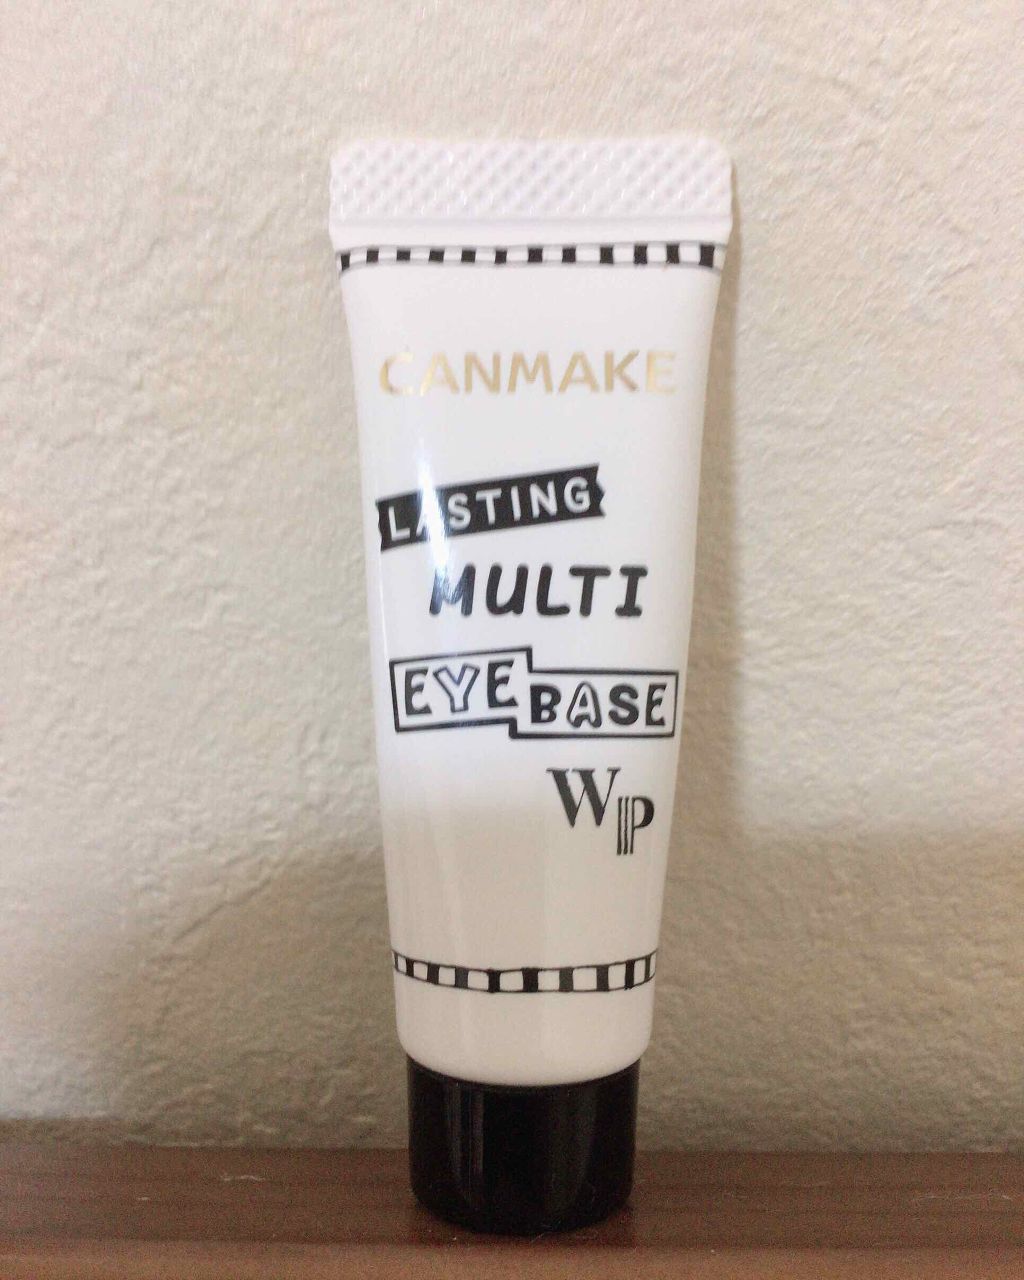 CANMAKE
LASTING
MULTI
EYE BASE
WP